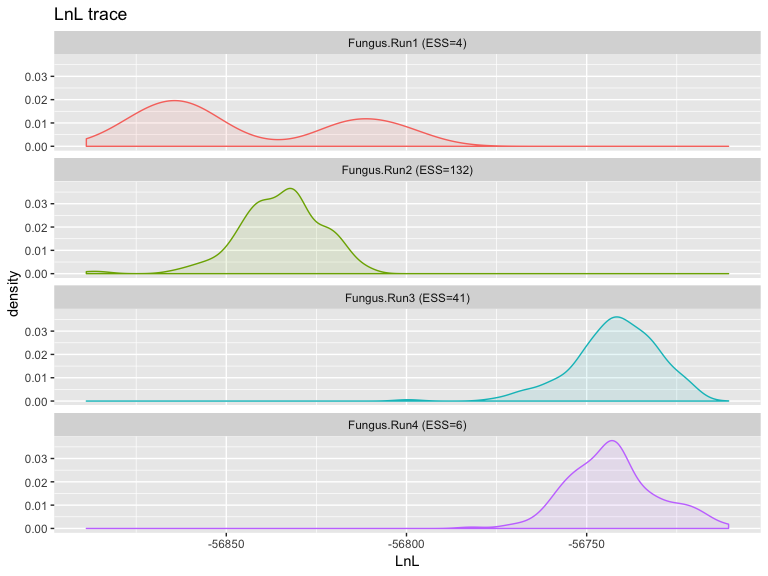 LnL trace
Fungus.Run1 (ESS=4)
0.03
0.02
0.01
0.00
Fungus.Run2 (ESS=132)
0.03
0.02
0.01
0.00
density
Fungus.Run3 (ESS=41)
0.03
0.02
0.01
0.00
Fungus.Run4 (ESS=6)
0.03
0.02
0.01
0.00
-56850 -56800 -56750
LnL